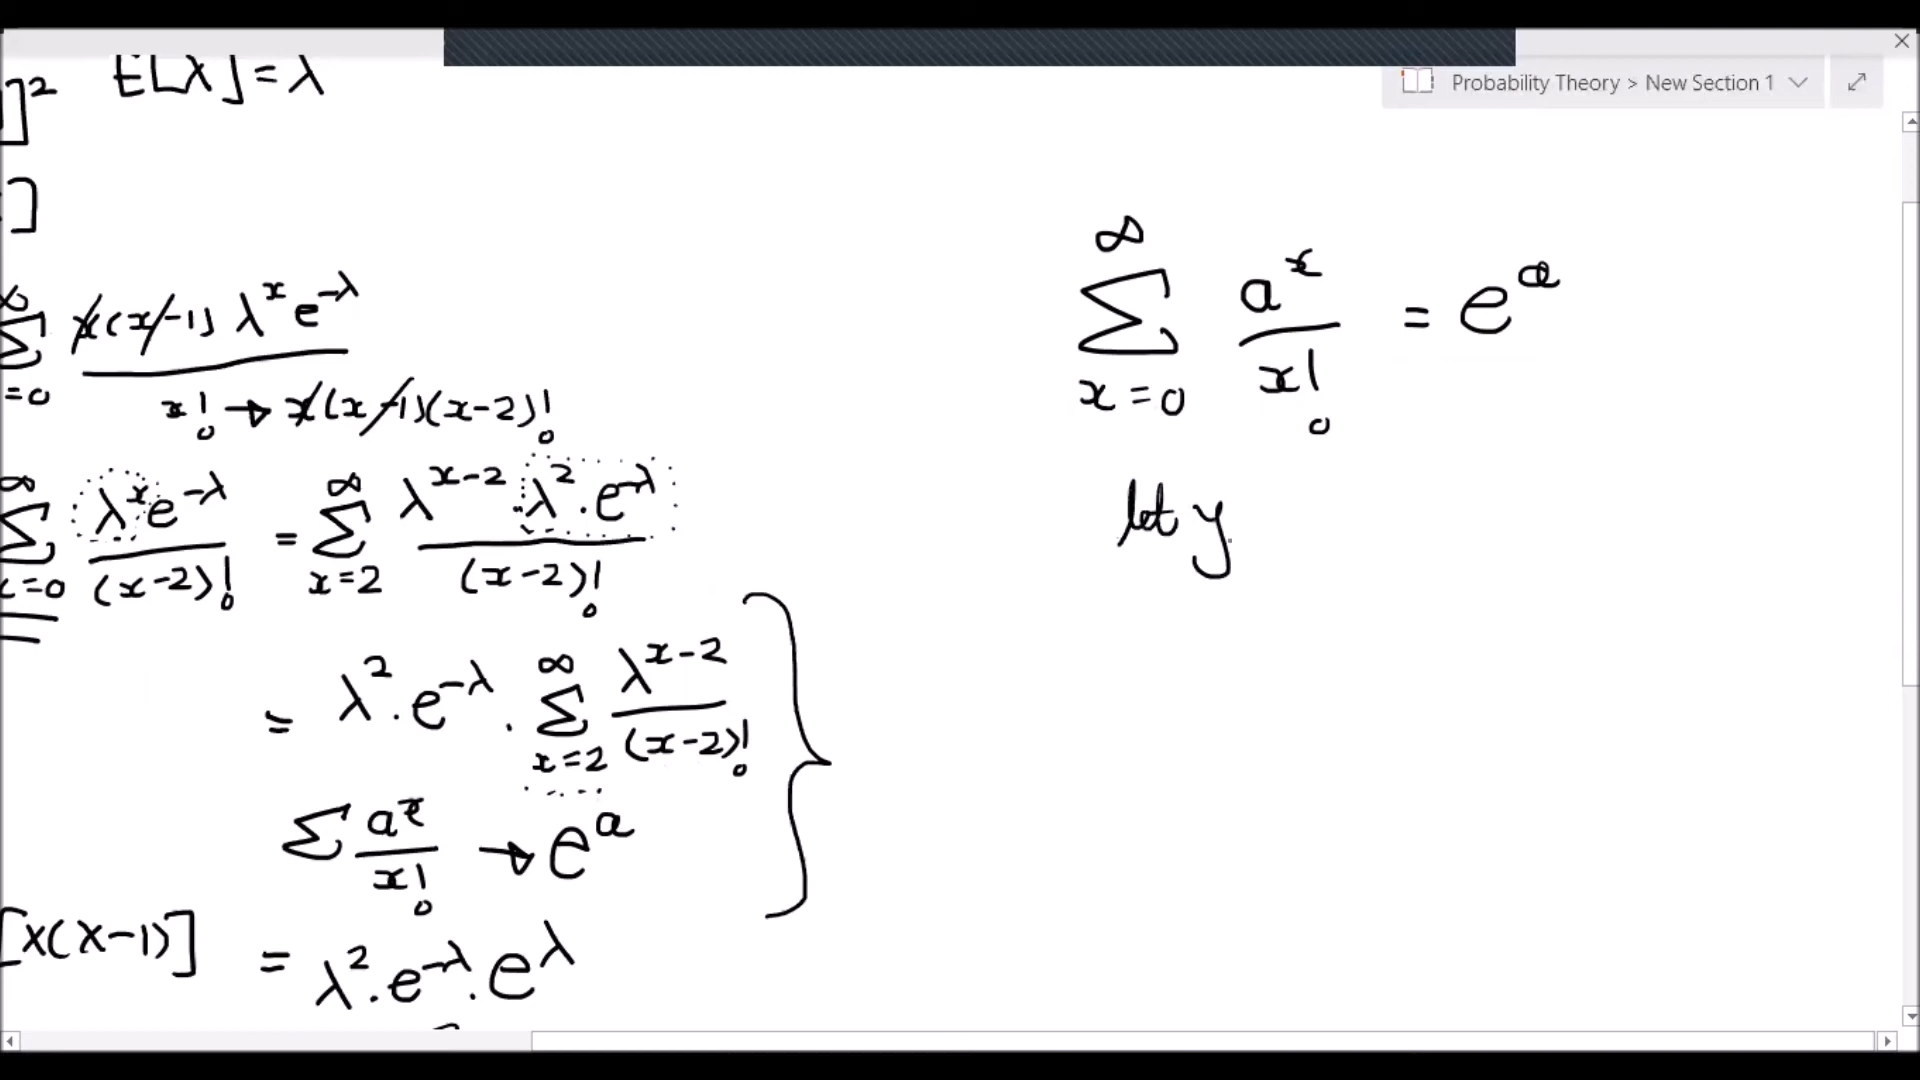 ]² E[X] = λ
Probability Theory > New Section 1
]
∞
∑ x(x-1) λ^x e^-λ
=0 x! → x(x-1)(x-2)!
∞ ∑ x=0 λ^x e^-λ / (x-2)! = ∞ ∑ x=2 λ^x-2 λ² . e^-λ / (x-2)!
= λ² . e^-λ . ∞ ∑ x=2 λ^x-2 / (x-2)!
∑ a^x / x! → e^a
[X(X-1)] = λ² . e^-λ . e^λ
∞ ∑ x=0 a^x / x! = e^a
let y